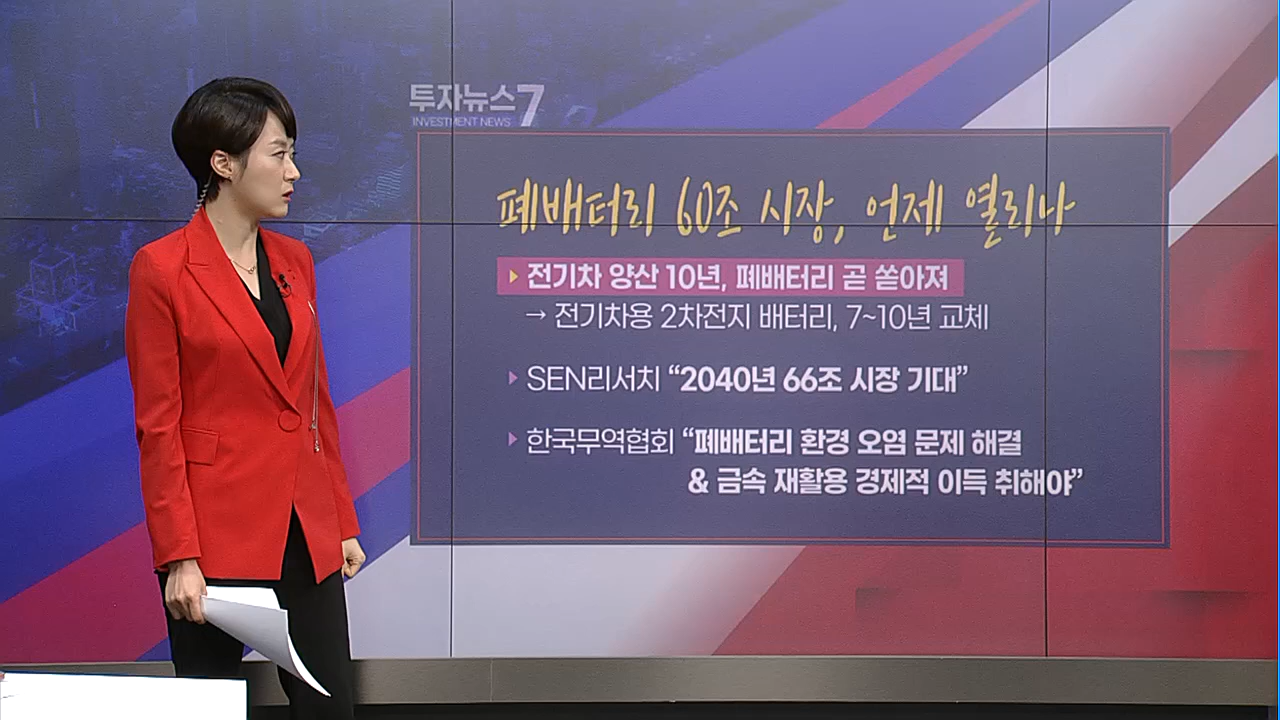 투자뉴스7
INVESTMENT NEWS
폐배터리 60조 시장, 언제 열리나
전기차 양산 10년, 폐배터리 곧 쏟아져
→ 전기차용 2차전지 배터리, 7~10년 교체
SEN리서치 “2040년 66조 시장 기대”
한국무역협회 “폐배터리 환경 오염 문제 해결
& 금속 재활용 경제적 이득 취해야”